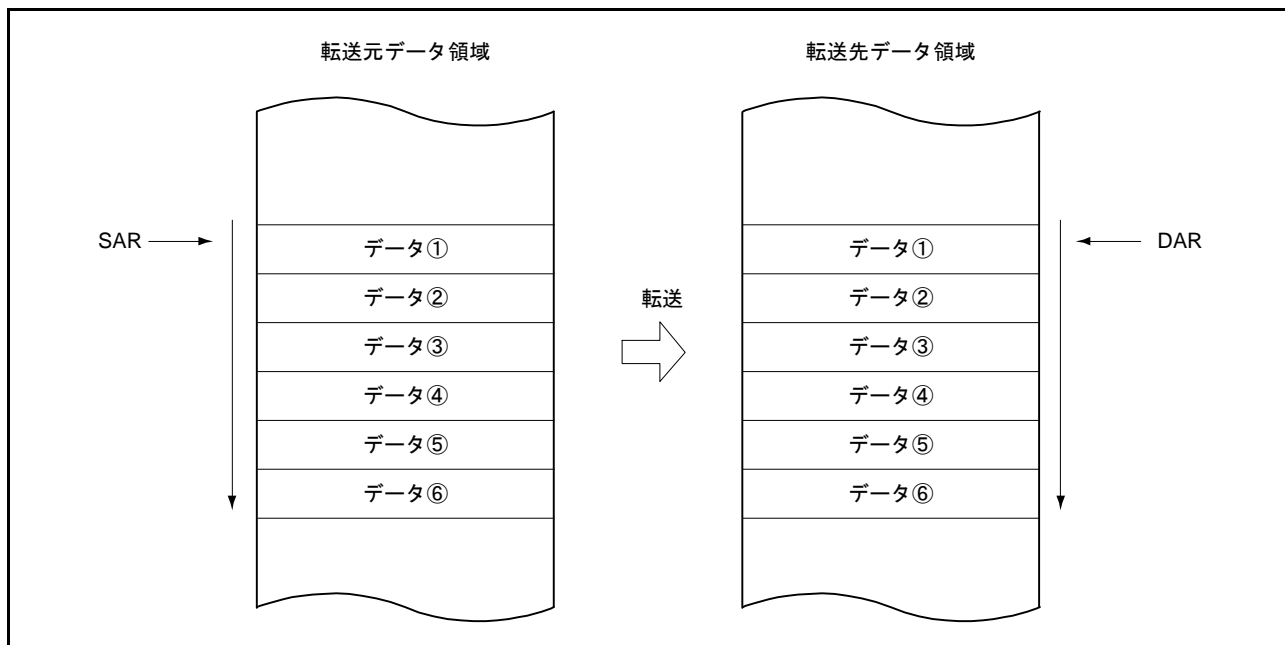 転送元データ領域
転送先データ領域
SAR
データ①
データ②
データ③
データ④
データ⑤
データ⑥
転送
データ①
データ②
データ③
データ④
データ⑤
データ⑥
DAR